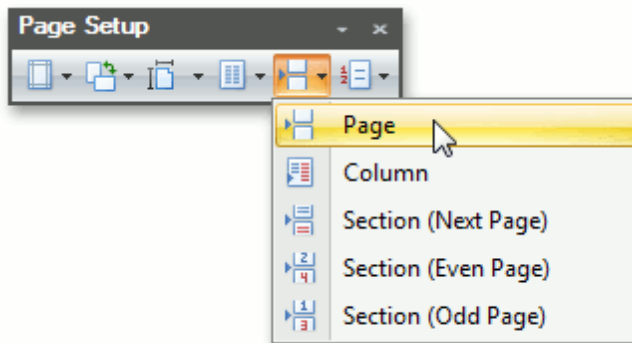 Page Setup
Page
Column
Section (Next Page)
Section (Even Page)
Section (Odd Page)